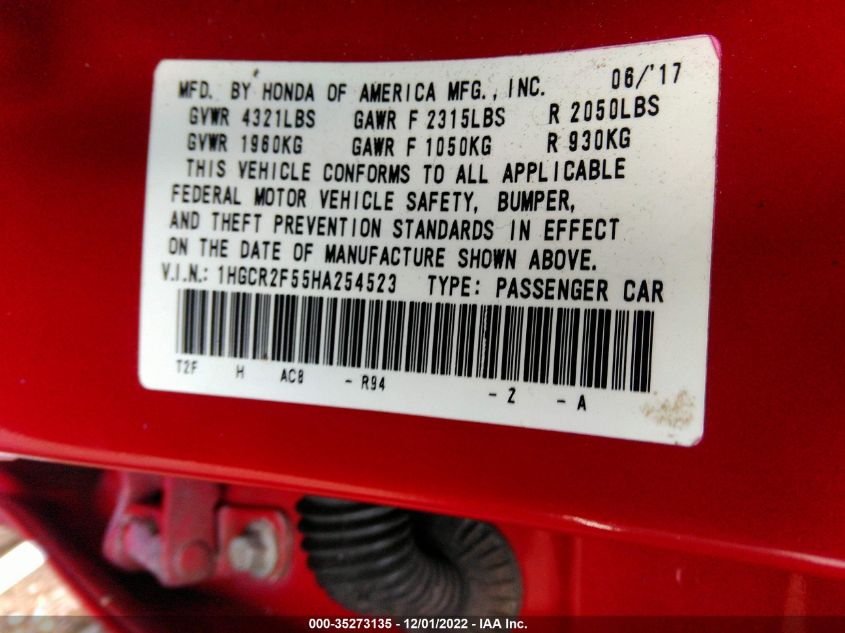 MFD. BY HONDA OF AMERICA MFG., INC. 06/'17
GVWR 4321LBS GAWR F 2315LBS R 2050LBS
GVWR 1960KG GAWR F 1050KG R 930KG
THIS VEHICLE CONFORMS TO ALL APPLICABLE
FEDERAL MOTOR VEHICLE SAFETY, BUMPER,
AND THEFT PREVENTION STANDARDS IN EFFECT
ON THE DATE OF MANUFACTURE SHOWN ABOVE.
V.I.N.: 1HGCR2F55HA254523 TYPE: PASSENGER CAR
T2F H AC8 - R94 - 2 - A
000-35273135 - 12/01/2022 - IAA Inc.